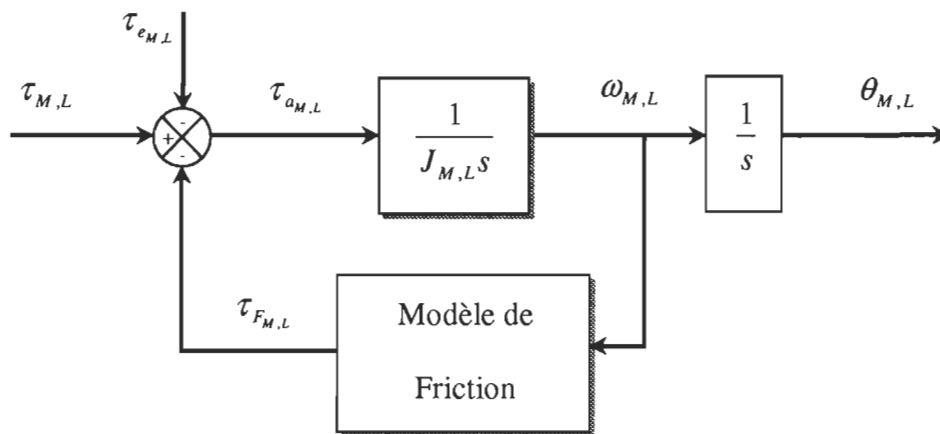 τ_{e_{M,L}}
τ_{M,L}
+
-
-
τ_{a_{M,L}}
1
J_{M,L}s
ω_{M,L}
1
s
θ_{M,L}
τ_{F_{M,L}}
Modèle de
Friction